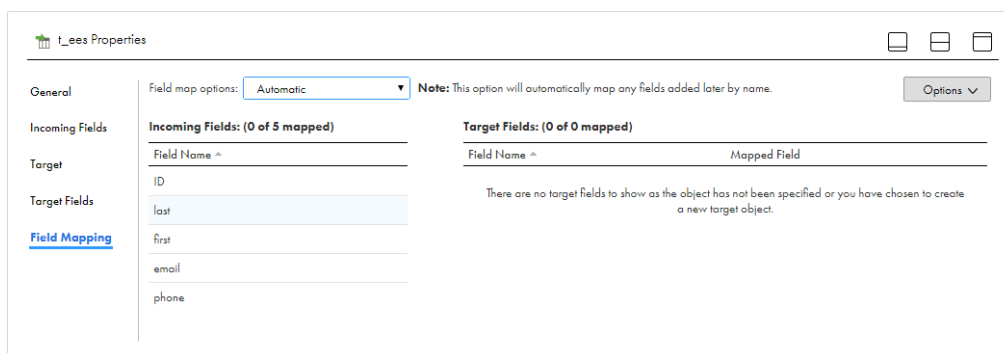 t_ees Properties
General
Incoming Fields
Target
Target Fields
Field Mapping
Field map options: Automatic
Note: This option will automatically map any fields added later by name.
Options
Incoming Fields: (0 of 5 mapped)
Field Name
ID
last
first
email
phone
Target Fields: (0 of 0 mapped)
Field Name Mapped Field
There are no target fields to show as the object has not been specified or you have chosen to create
a new target object.